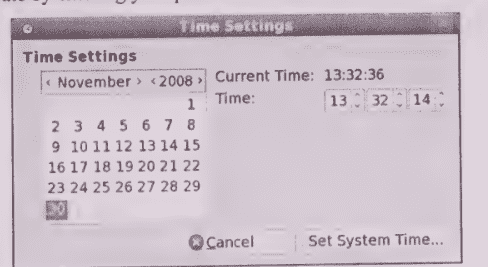 Time Settings
Time Settings
‹ November › ‹ 2008 ›
Current Time: 13:32:36
Time: 13 32 14
1
2 3 4 5 6 7 8
9 10 11 12 13 14 15
16 17 18 19 20 21 22
23 24 25 26 27 28 29
30
Cancel
Set System Time...